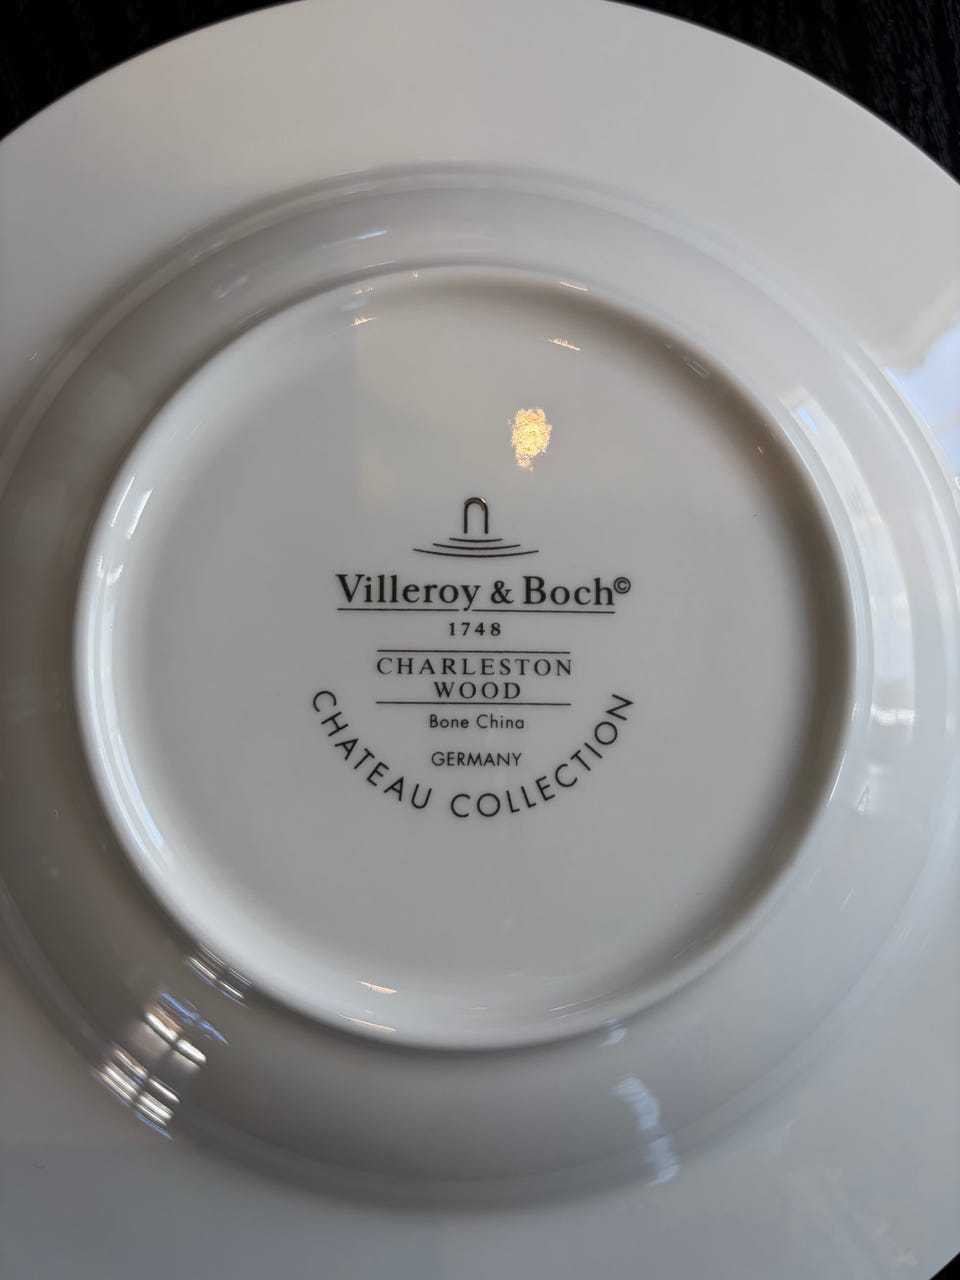 Villeroy & Boch©
1748
CHARLESTON
WOOD
Bone China
GERMANY
CHATEAU COLLECTION